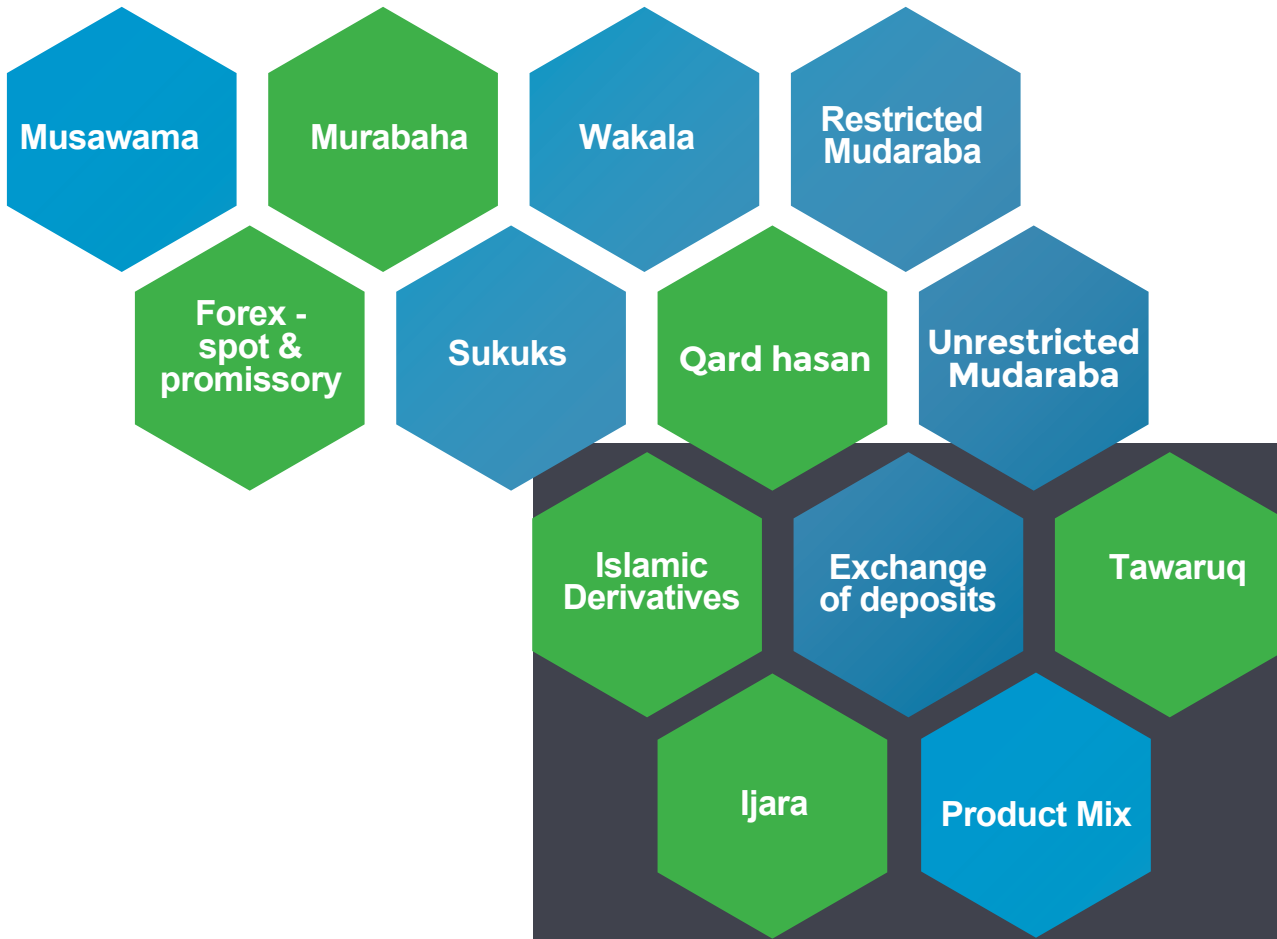 Musawama
Murabaha
Wakala
Restricted
Mudaraba
Forex -
spot &
promissory
Sukuks
Qard hasan
Unrestricted
Mudaraba
Islamic
Derivatives
Exchange
of deposits
Tawaruq
Ijara
Product Mix